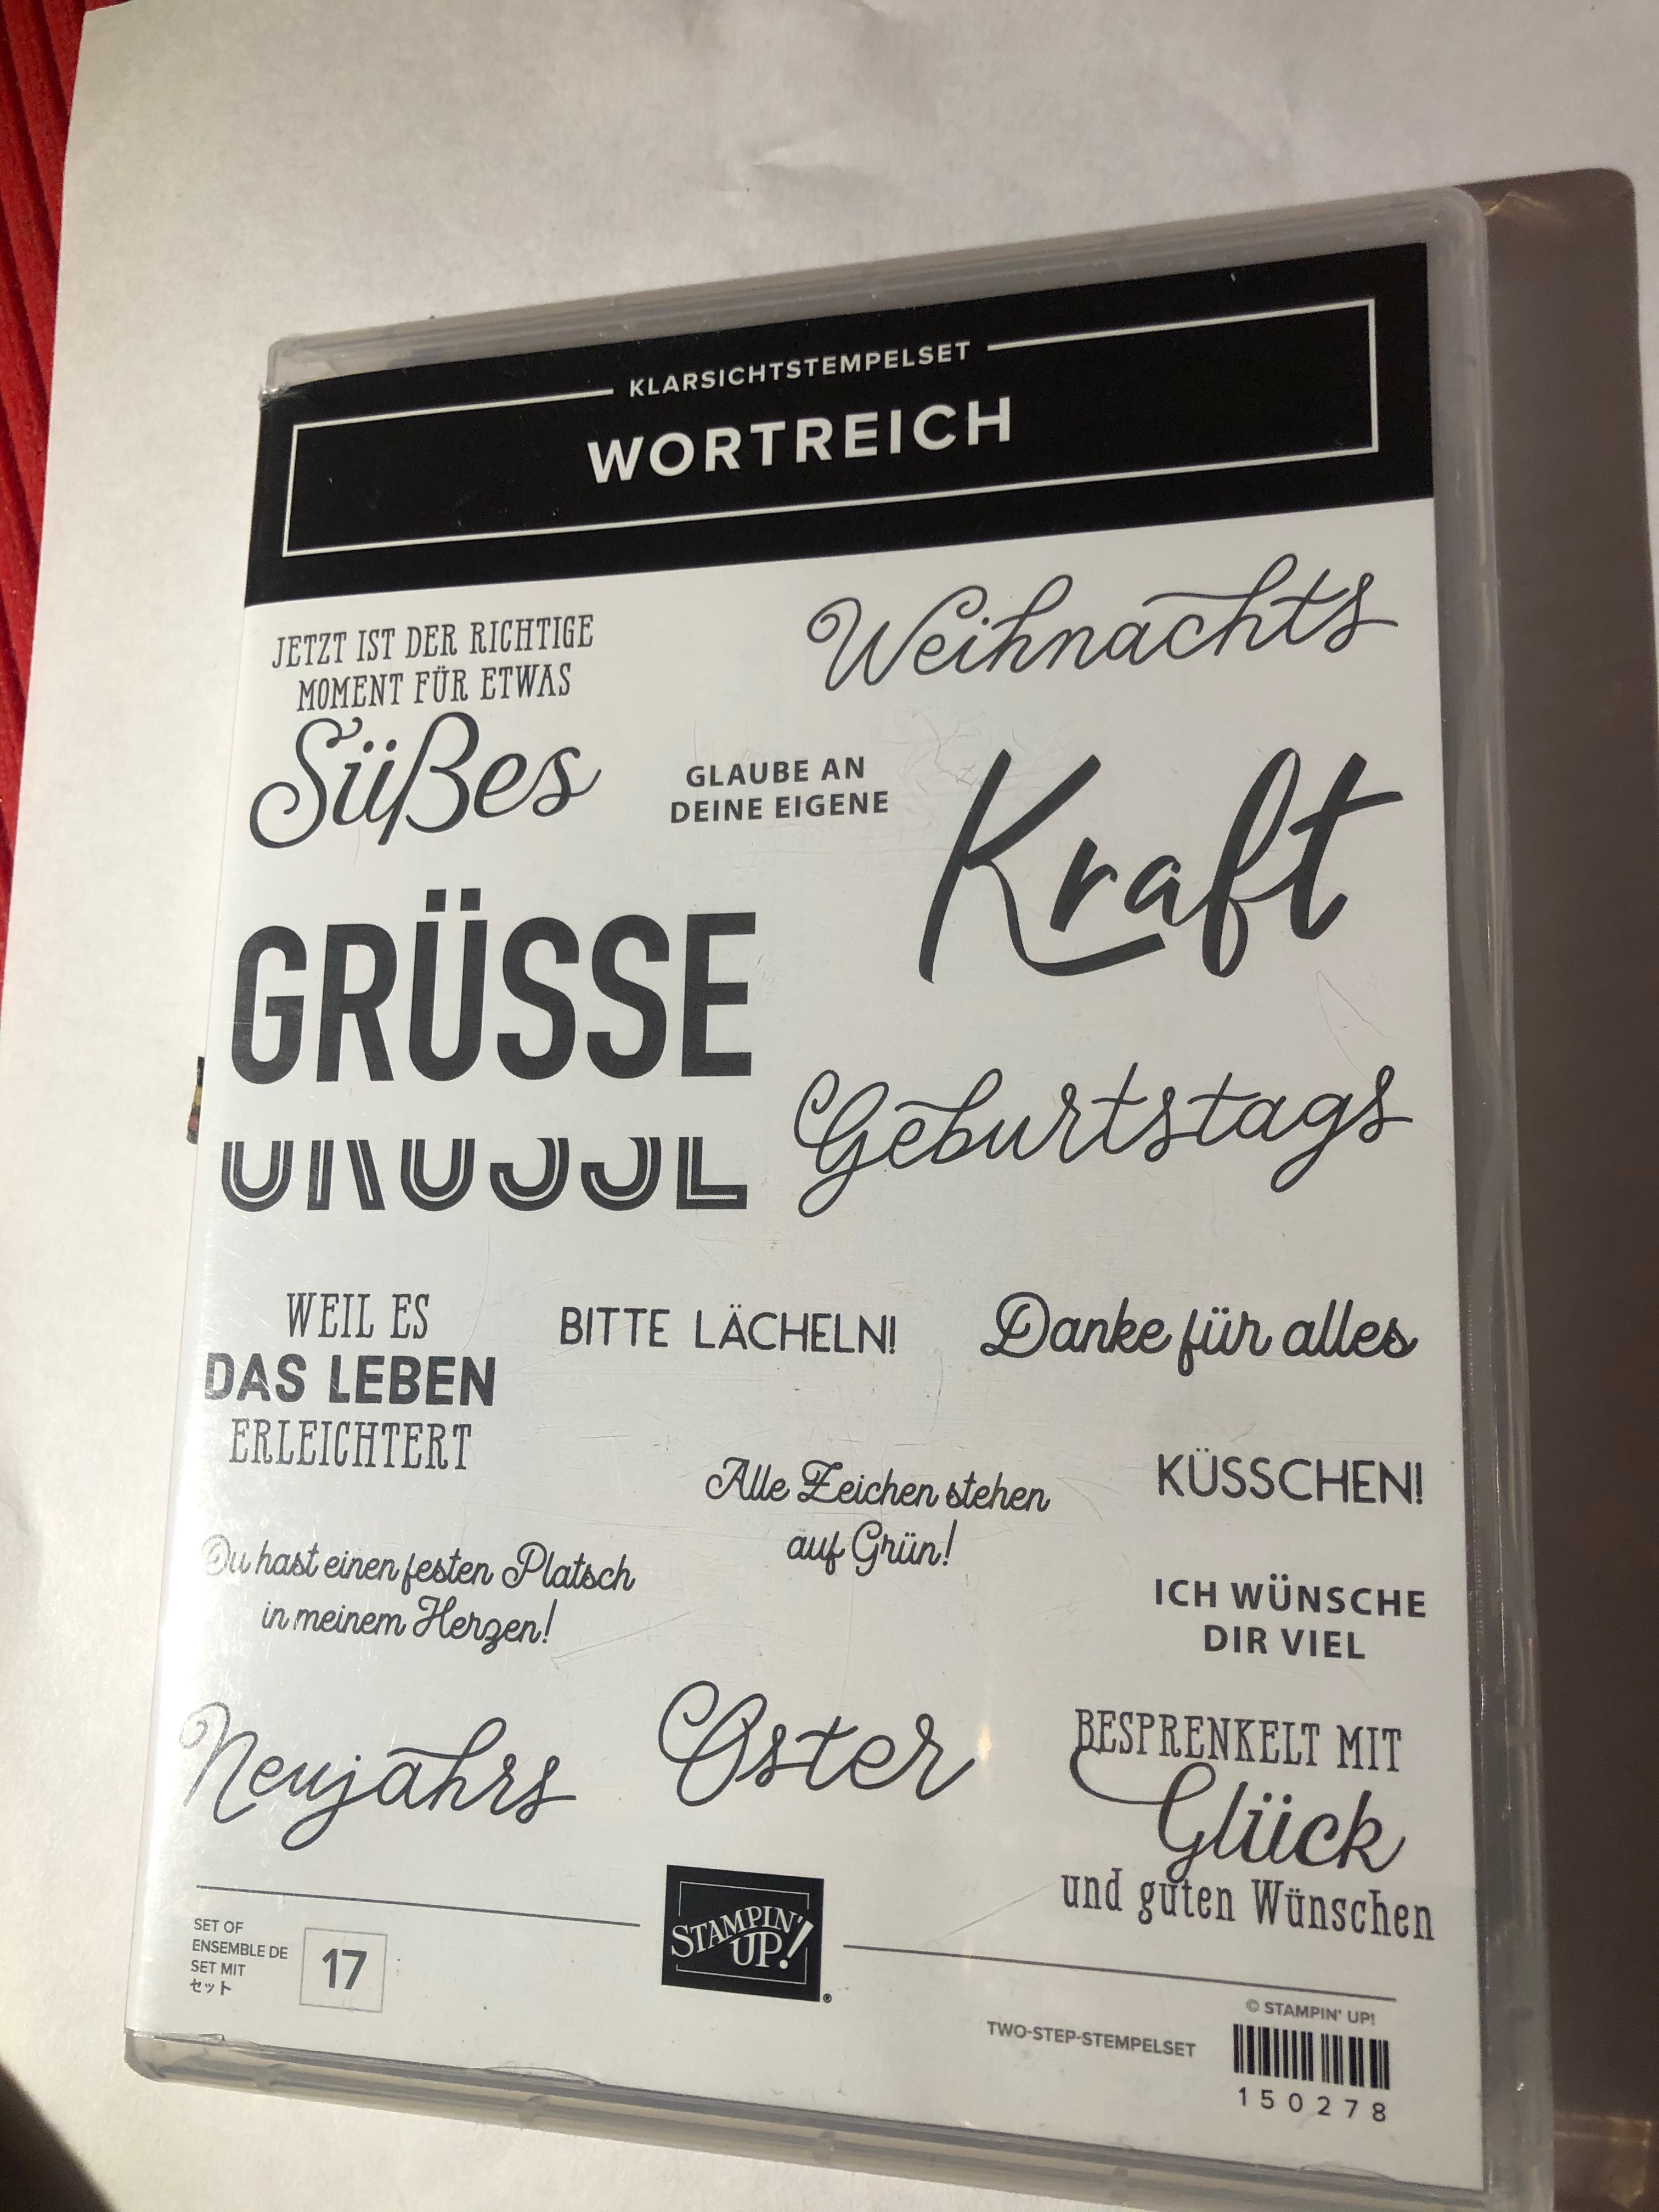 KLARSICHTSTEMPELSET
WORTREICH
JETZT IST DER RICHTIGE
MOMENT FÜR ETWAS
Süßes
Weihnachts
GLAUBE AN
DEINE EIGENE
Kraft
GRÜSSE
Geburtstags
WEIL ES
DAS LEBEN
ERLEICHTERT
BITTE LÄCHELN!
Danke für alles
Alle Zeichen stehen
auf Grün!
KÜSSCHEN!
Du hast einen festen Platsch
in meinem Herzen!
ICH WÜNSCHE
DIR VIEL
Neujahrs
Oster
BESPRENKELT MIT
Glück
und guten Wünschen
SET OF
ENSEMBLE DE
SET MIT
セット
17
STAMPIN'
UP!
®
TWO-STEP-STEMPELSET
© STAMPIN' UP!
150278